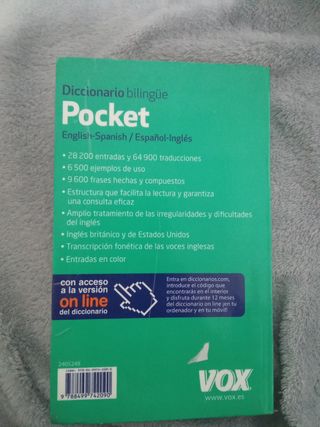 Diccionario bilingüe
Pocket
English-Spanish / Español-Inglés
• 28 200 entradas y 64 900 traducciones
• 6 500 ejemplos de uso
• 9 600 frases hechas y compuestos
• Estructura que facilita la lectura y garantiza
una consulta eficaz
• Amplio tratamiento de las irregularidades y dificultades
del inglés
• Inglés británico y de Estados Unidos
• Transcripción fonética de las voces inglesas
• Entradas en color
con acceso
a la versión
on line
del diccionario
Entra en diccionarios.com,
introduce el código que
encontrarás en el interior
y disfruta durante 12 meses
del diccionario on line ¡en tu
ordenador y en tu móvil!
2405248
9 788499 742090
VOX
www.vox.es